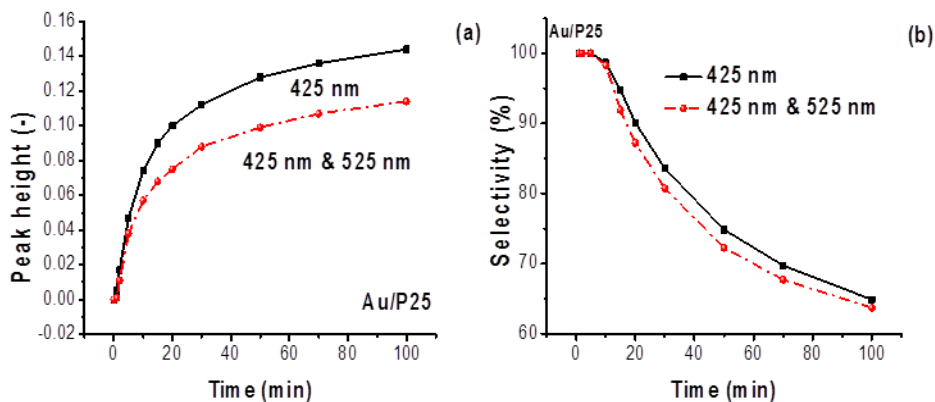 (a)
0.16
0.14
0.12
0.10
0.08
0.06
0.04
0.02
0.00
-0.02
Peak height (-)
425 nm
425 nm & 525 nm
Au/P25
0
20
40
60
80
100
Time (min)
Au/P25
(b)
425 nm
425 nm & 525 nm
100
90
80
70
60
Selectivity (%)
0
20
40
60
80
100
Time (min)